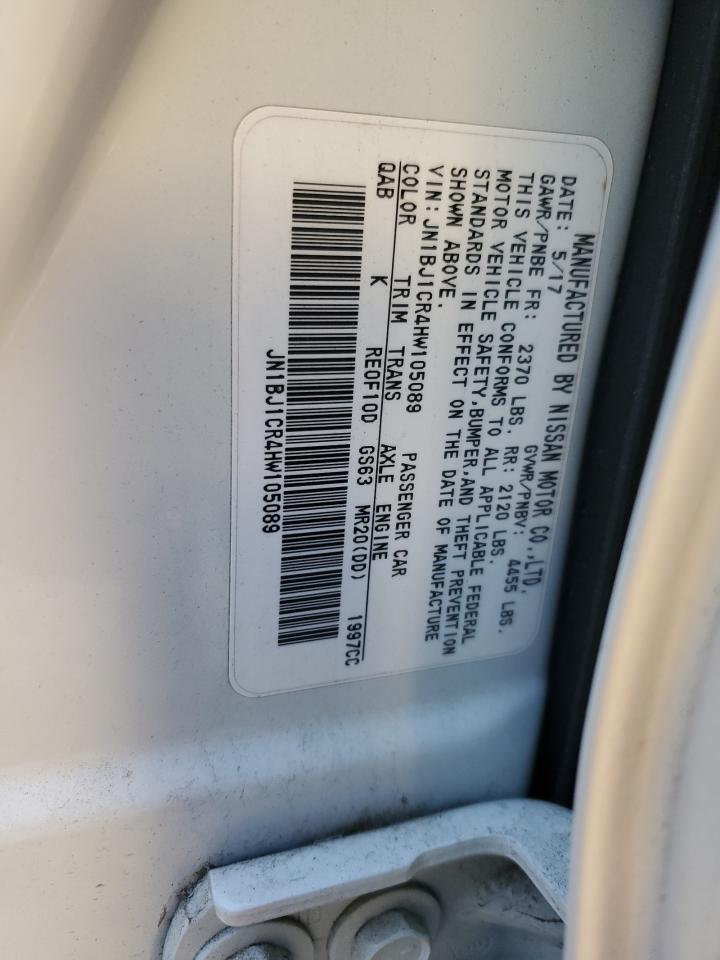 MANUFACTURED BY NISSAN MOTOR CO.,LTD.
DATE: 5/17 GVWR/PNBV: 4455 LBS.
GAWR/PNBE FR: 2370 LBS. RR: 2120 LBS.
THIS VEHICLE CONFORMS TO ALL APPLICABLE FEDERAL
MOTOR VEHICLE SAFETY,BUMPER,AND THEFT PREVENTION
STANDARDS IN EFFECT ON THE DATE OF MANUFACTURE
SHOWN ABOVE.
VIN:JN1BJ1CR4HW105089 PASSENGER CAR
COLOR TRIM TRANS AXLE ENGINE
QAB K RE0F10D GS63 MR20(DD) 1997CC
JN1BJ1CR4HW105089